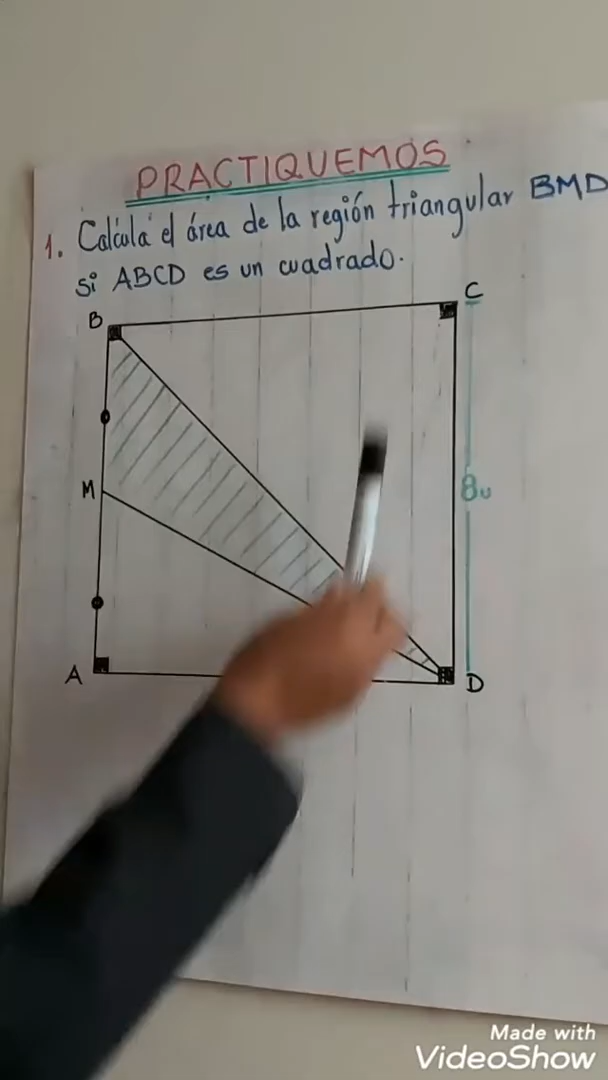 PRACTIQUEMOS
1. Calcula el área de la región triangular BMD
si ABCD es un cuadrado.
B
C
M
8u
A
D
Made with
VideoShow